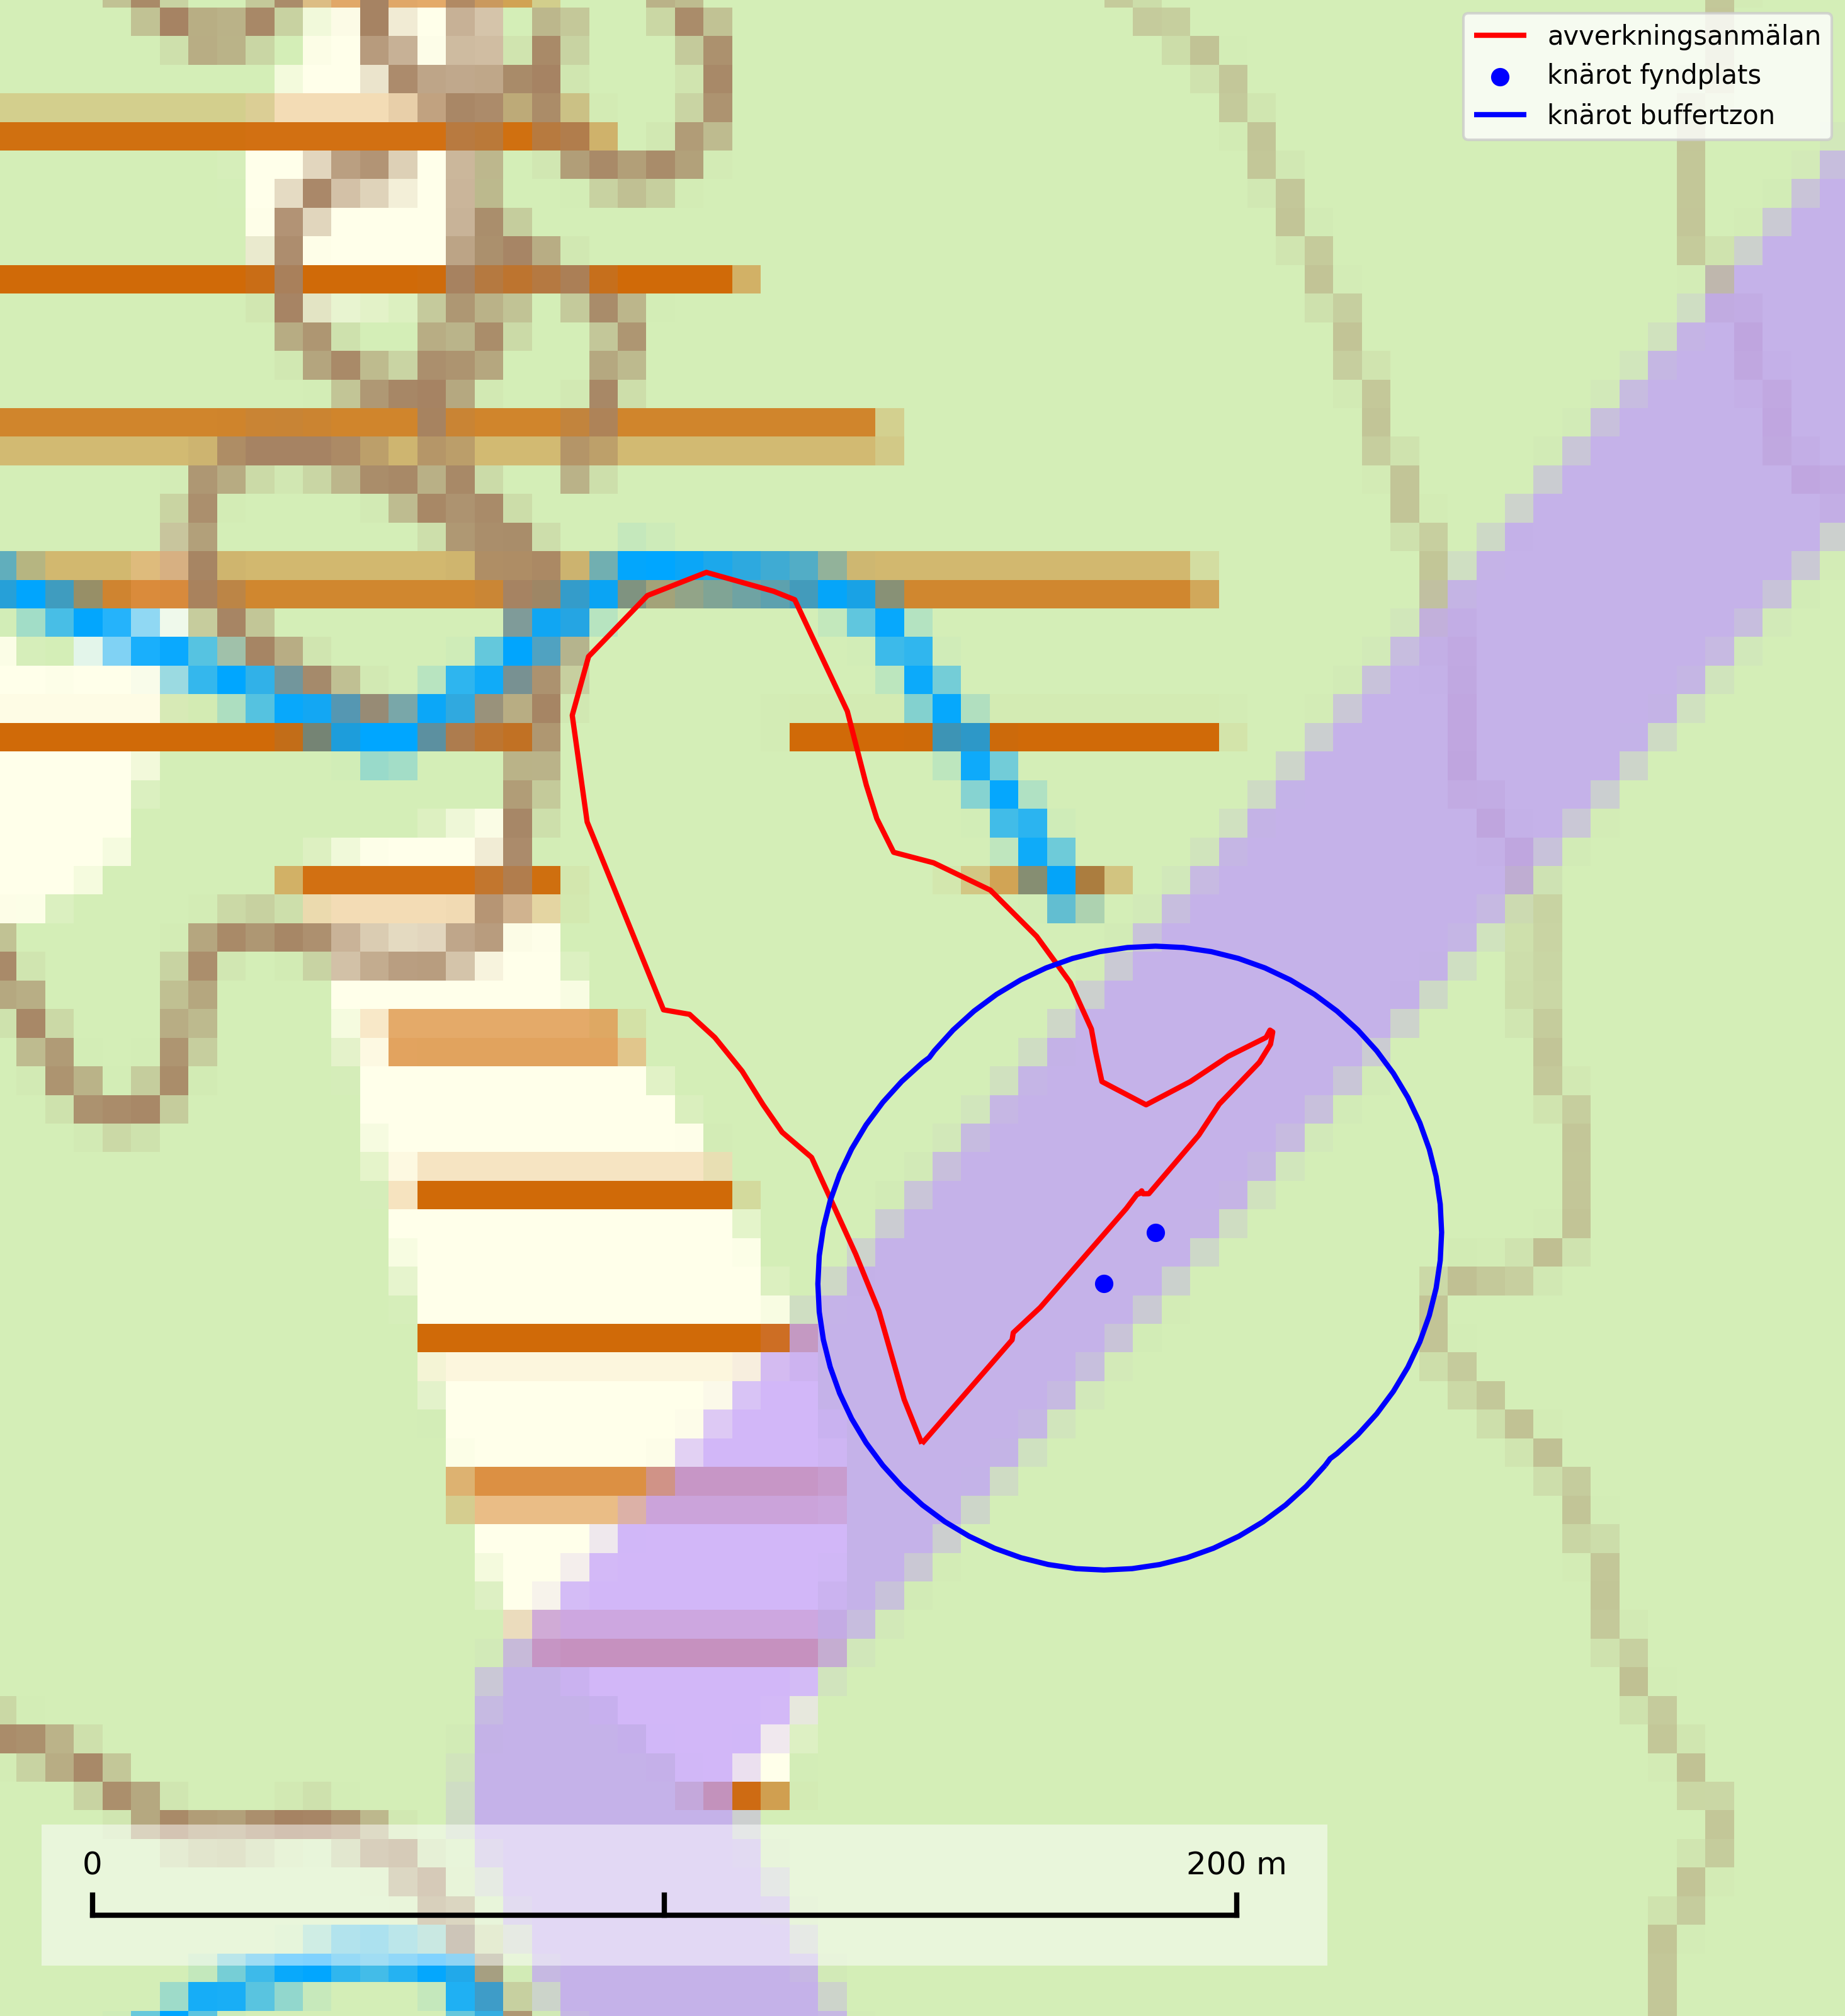 avverkningsanmälan
knärot fyndplats
knärot buffertzon
0 200 m